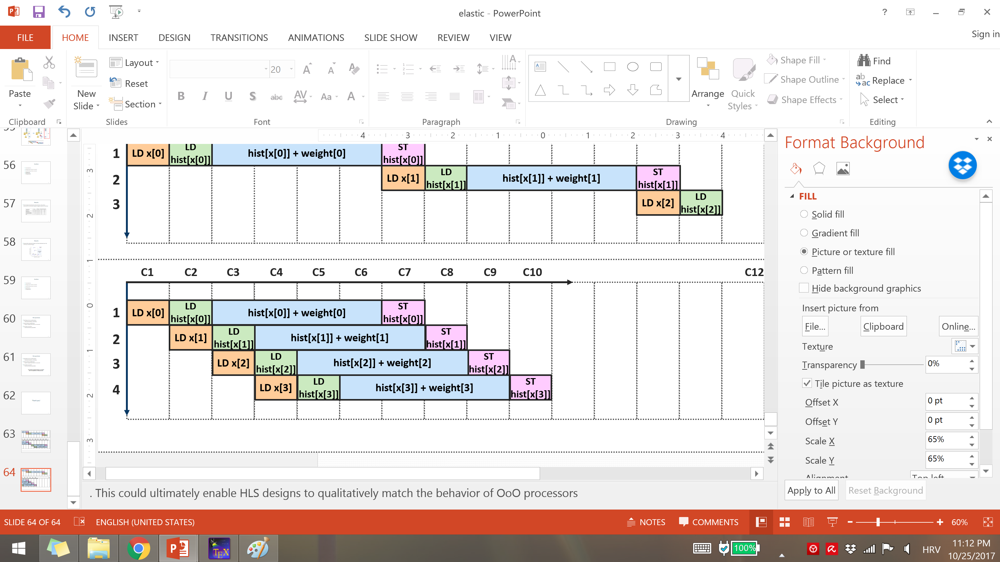 elastic - PowerPoint
?
Sign in
FILE HOME INSERT DESIGN TRANSITIONS ANIMATIONS SLIDE SHOW REVIEW VIEW
Paste
New
Slide
Layout
Reset
Section
20
B I U S abc AV Aa A
Arrange
Quick
Styles
Shape Fill
Shape Outline
Shape Effects
Find
Replace
Select
Clipboard Slides Font Paragraph Drawing Editing
56
57
58
59
60
61
62
63
64
4 3 2 1 0 1 2 3 4
3 2 1 0 1 2 3
1 LD x[0] LD hist[x[0]] hist[x[0]] + weight[0] ST hist[x[0]]
2 LD x[1] LD hist[x[1]] hist[x[1]] + weight[1] ST hist[x[1]]
3 LD x[2] LD hist[x[2]]
C1 C2 C3 C4 C5 C6 C7 C8 C9 C10 C12
1 LD x[0] LD hist[x[0]] hist[x[0]] + weight[0] ST hist[x[0]]
2 LD x[1] LD hist[x[1]] hist[x[1]] + weight[1] ST hist[x[1]]
3 LD x[2] LD hist[x[2]] hist[x[2]] + weight[2] ST hist[x[2]]
4 LD x[3] LD hist[x[3]] hist[x[3]] + weight[3] ST hist[x[3]]
. This could ultimately enable HLS designs to qualitatively match the behavior of OoO processors
Format Background
FILL
Solid fill
Gradient fill
Picture or texture fill
Pattern fill
Hide background graphics
Insert picture from
File... Clipboard Online...
Texture
Transparency 0%
Tile picture as texture
Offset X 0 pt
Offset Y 0 pt
Scale X 65%
Scale Y 65%
Alignment Top left
Apply to All Reset Background
SLIDE 64 OF 64 ENGLISH (UNITED STATES) NOTES COMMENTS 60%
100%
HRV
11:12 PM
10/25/2017